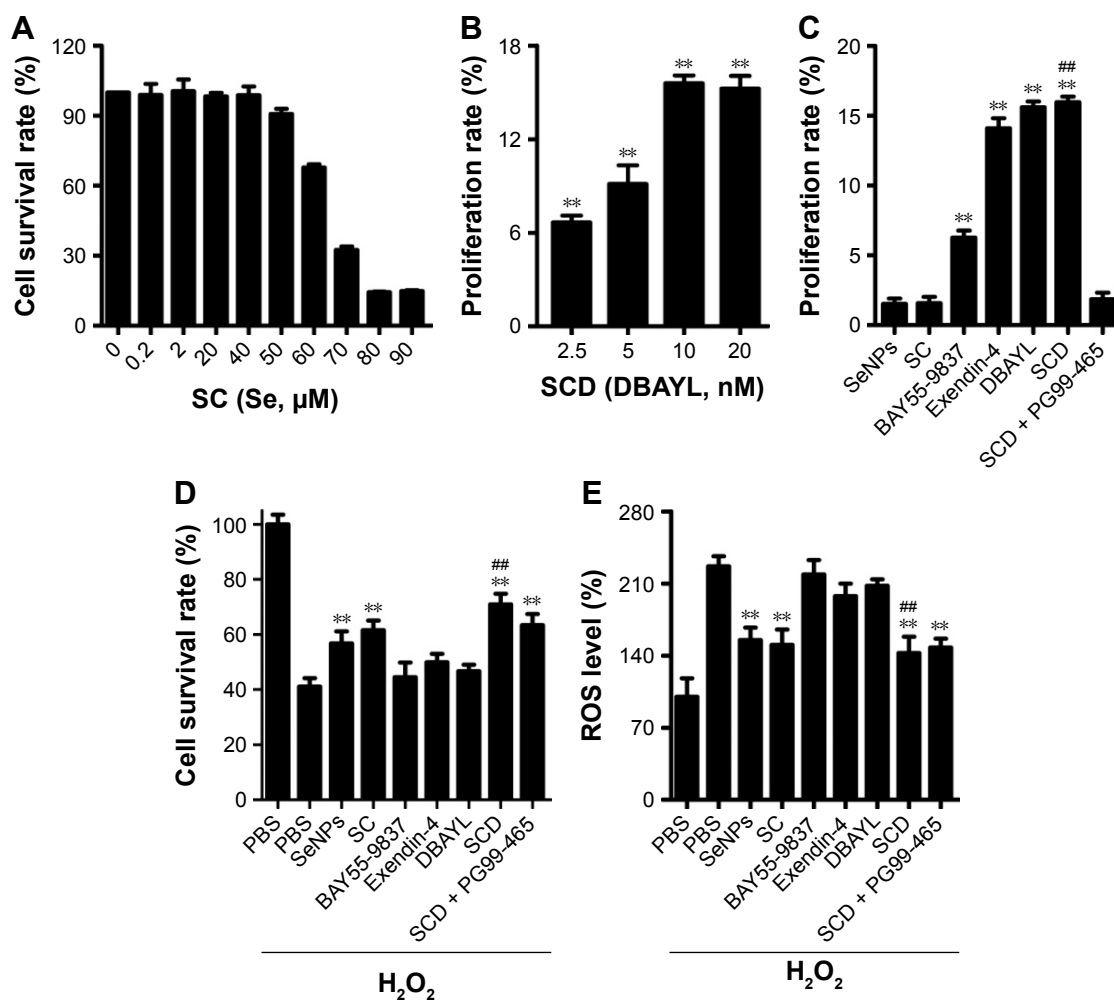 A
Cell survival rate (%)
120
90
60
30
0
0
0.2
2
20
40
50
60
70
80
90
SC (Se, µM)
B
Proliferation rate (%)
18
12
6
0
**
**
**
**
2.5
5
10
20
SCD (DBAYL, nM)
C
Proliferation rate (%)
20
15
10
5
0
**
**
**
##
**
SeNPs
SC
BAY55-9837
Exendin-4
DBAYL
SCD
SCD + PG99-465
D
Cell survival rate (%)
100
80
60
40
20
0
**
**
##
**
**
PBS
PBS
SeNPs
SC
BAY55-9837
Exendin-4
DBAYL
SCD
SCD + PG99-465
H₂O₂
E
ROS level (%)
280
210
140
70
0
**
**
##
**
**
PBS
PBS
SeNPs
SC
BAY55-9837
Exendin-4
DBAYL
SCD
SCD + PG99-465
H₂O₂